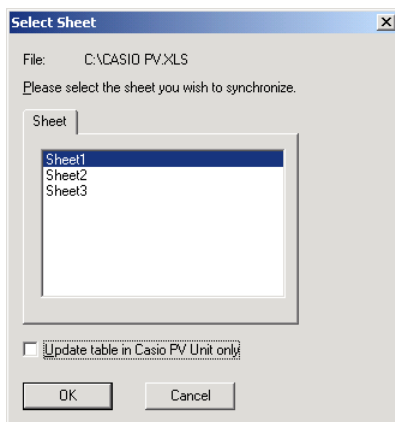 Select Sheet
File: C:\CASIO PV.XLS
Please select the sheet you wish to synchronize.
Sheet
Sheet1
Sheet2
Sheet3
Update table in Casio PV Unit only
OK Cancel